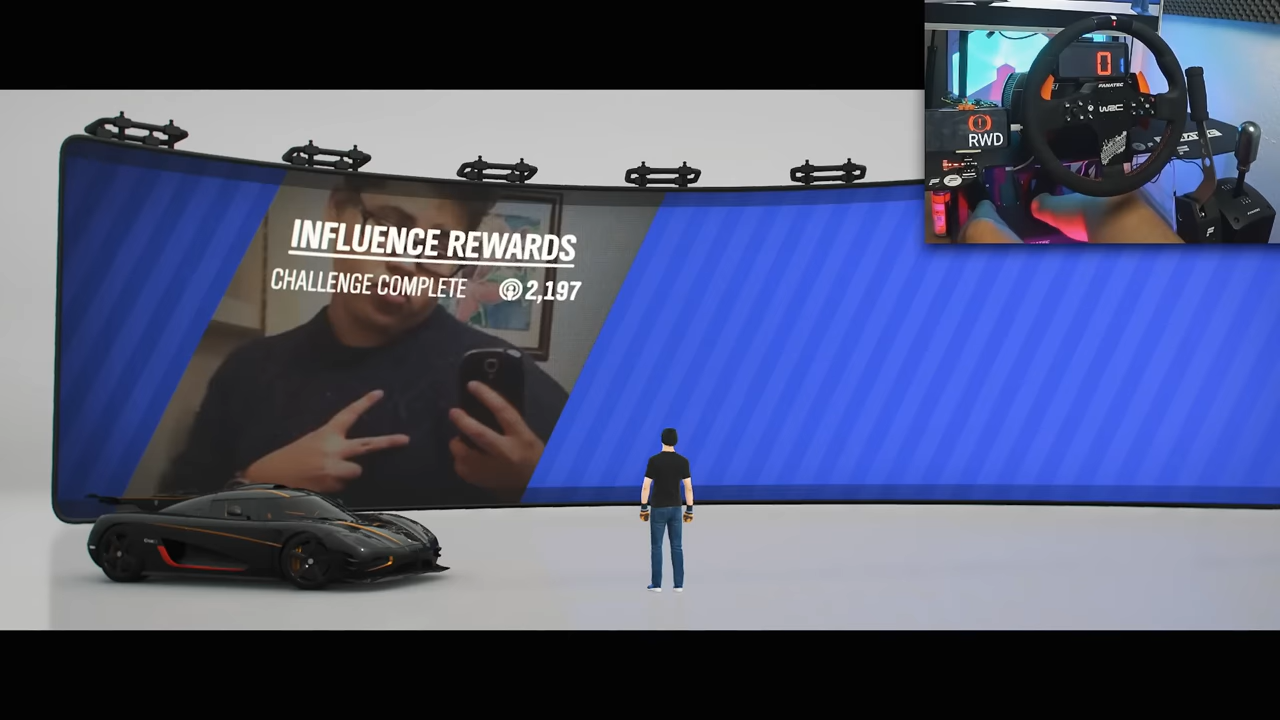 INFLUENCE REWARDS
CHALLENGE COMPLETE 2,197
0
FANATEC
WRC
RWD